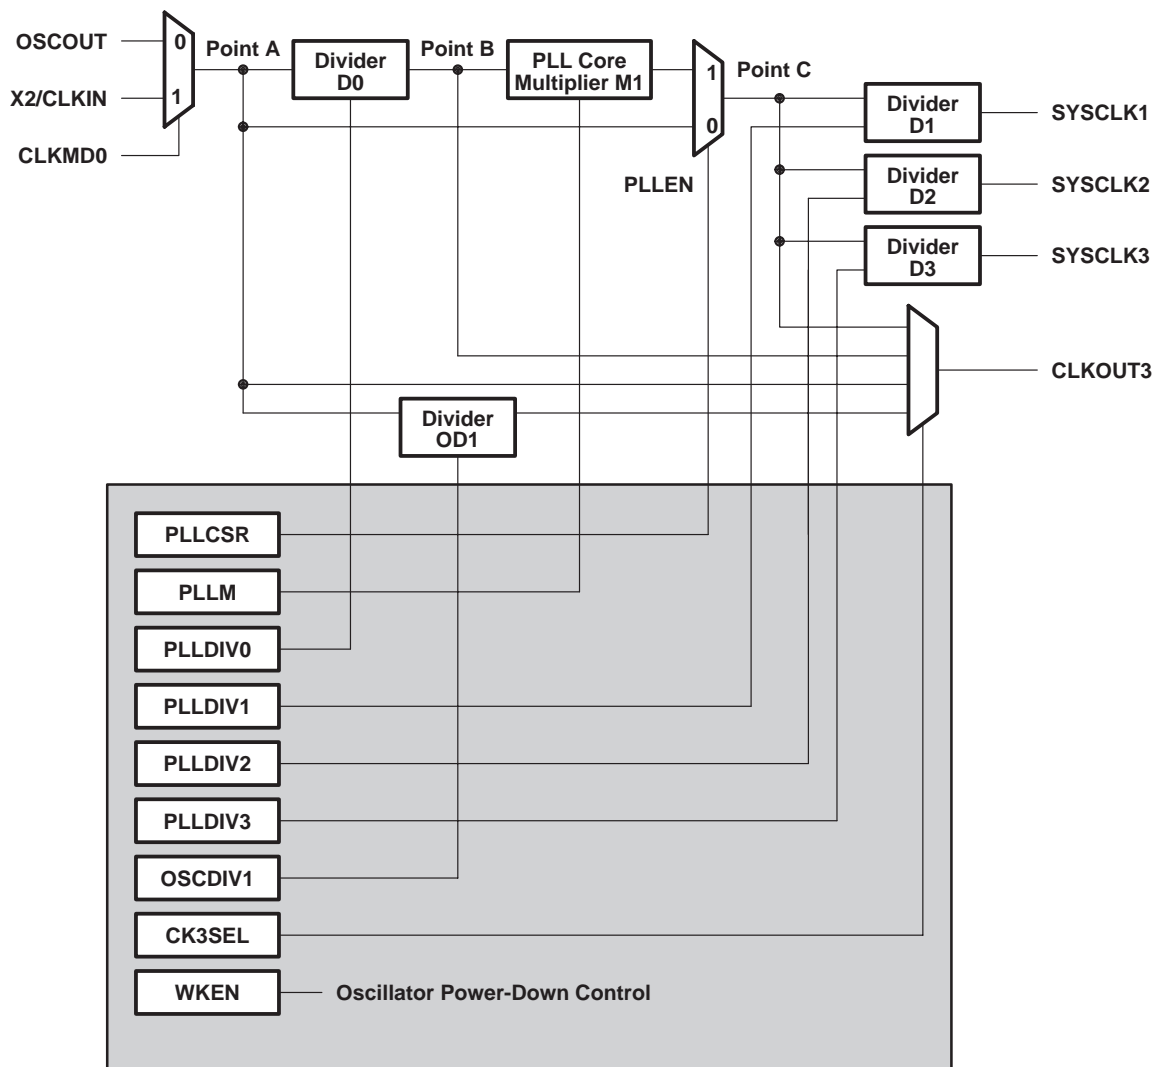 OSCOUT
0
Point A
Divider
D0
Point B
PLL Core
Multiplier M1
1
Point C
X2/CLKIN
1
0
Divider
D1
SYSCLK1
CLKMD0
PLLEN
Divider
D2
SYSCLK2
Divider
D3
SYSCLK3
CLKOUT3
Divider
OD1
PLLCSR
PLLM
PLLDIV0
PLLDIV1
PLLDIV2
PLLDIV3
OSCDIV1
CK3SEL
WKEN
Oscillator Power-Down Control